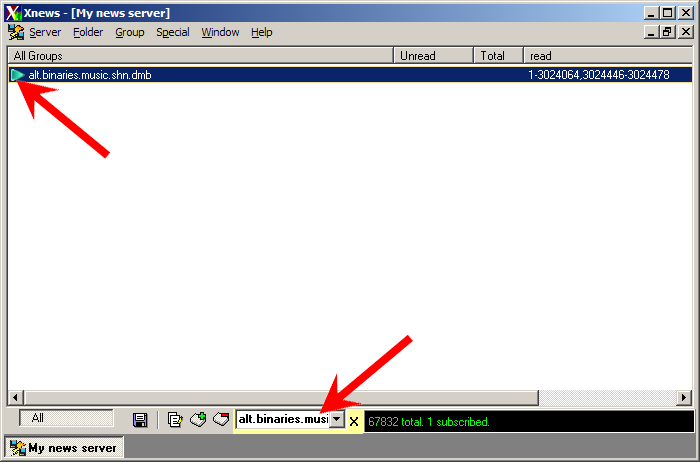 Xnews - [My news server]
Server Folder Group Special Window Help
All Groups Unread Total read
alt.binaries.music.shn.dmb 1-3024064,3024446-3024478
All alt.binaries.musi X 67832 total. 1 subscribed.
My news server